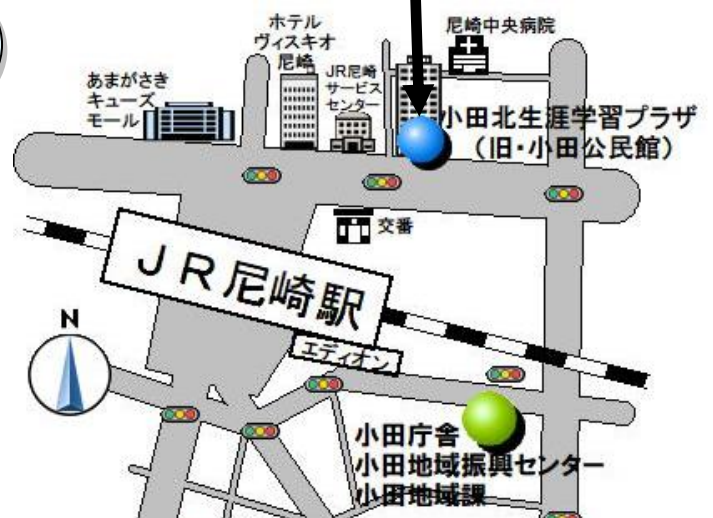 ホテル
ヴィスキオ
尼崎
尼崎中央病院
あまがさき
キューズ
モール
JR尼崎
サービス
センター
小田北生涯学習プラザ
(旧・小田公民館)
交番
JR尼崎駅
エディオン
N
小田庁舎
小田地域振興センター
小田地域課